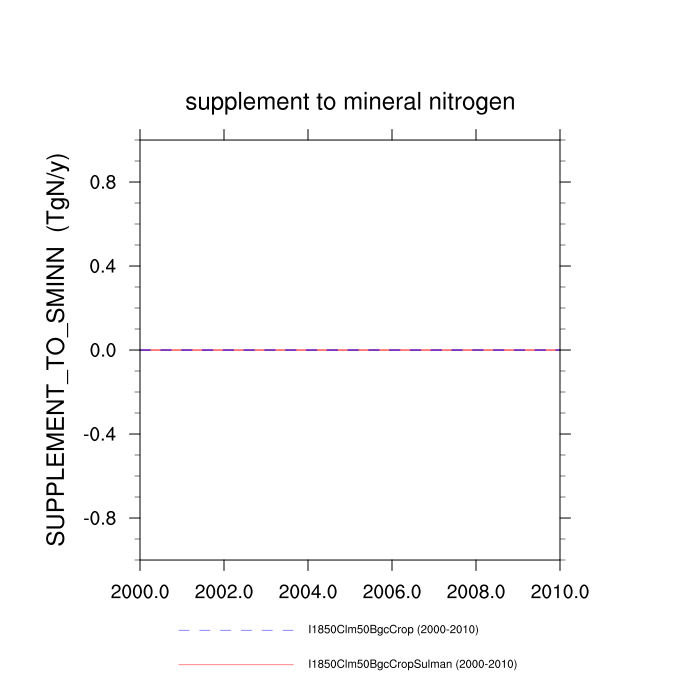 supplement to mineral nitrogen
SUPPLEMENT_TO_SMINN (TgN/y)
0.8
0.4
0.0
-0.4
-0.8
2000.0 2002.0 2004.0 2006.0 2008.0 2010.0
I1850Clm50BgcCrop (2000-2010)
I1850Clm50BgcCropSulman (2000-2010)